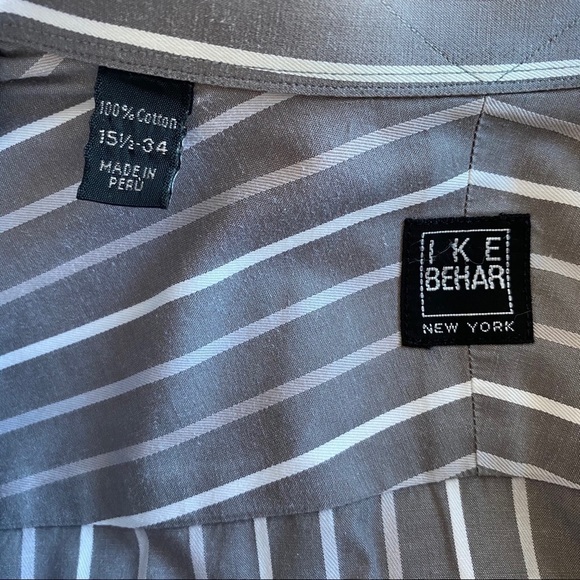 100% Cotton
15½-34
MADE IN
PERU
IKE
BEHAR
NEW YORK